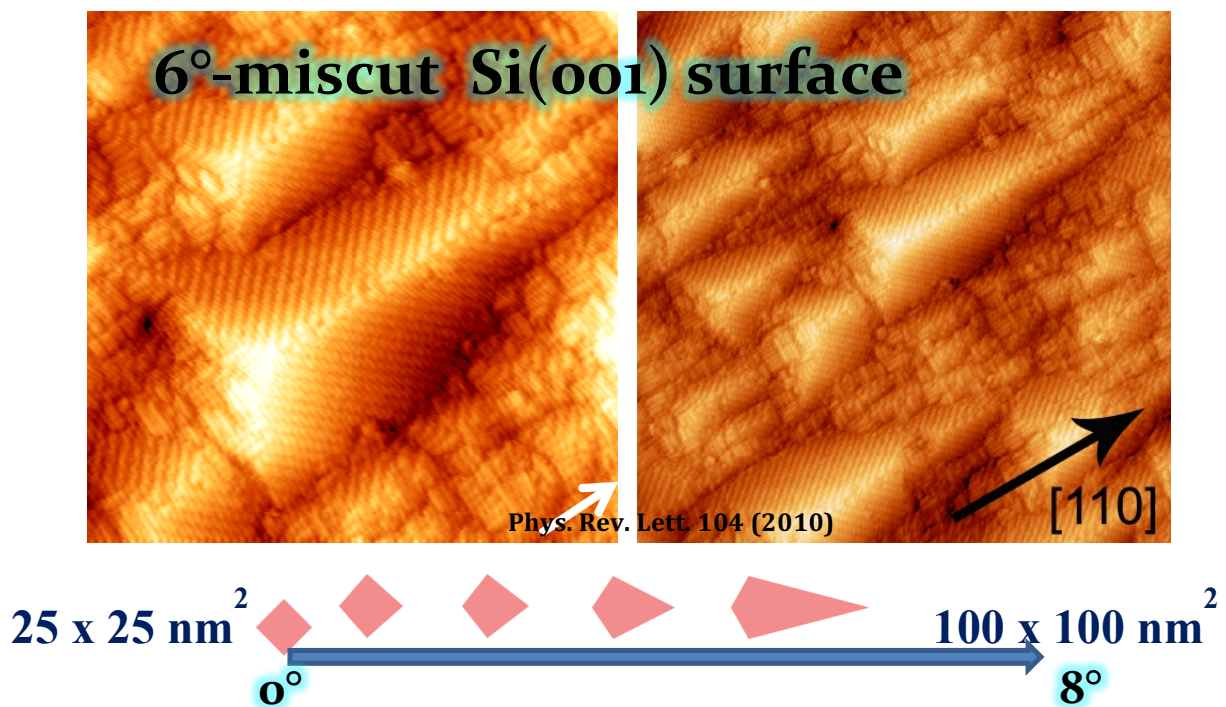 6°-miscut Si(001) surface
[110]
Phys. Rev. Lett. 104 (2010)
25 x 25 nm²
100 x 100 nm²
0°
8°